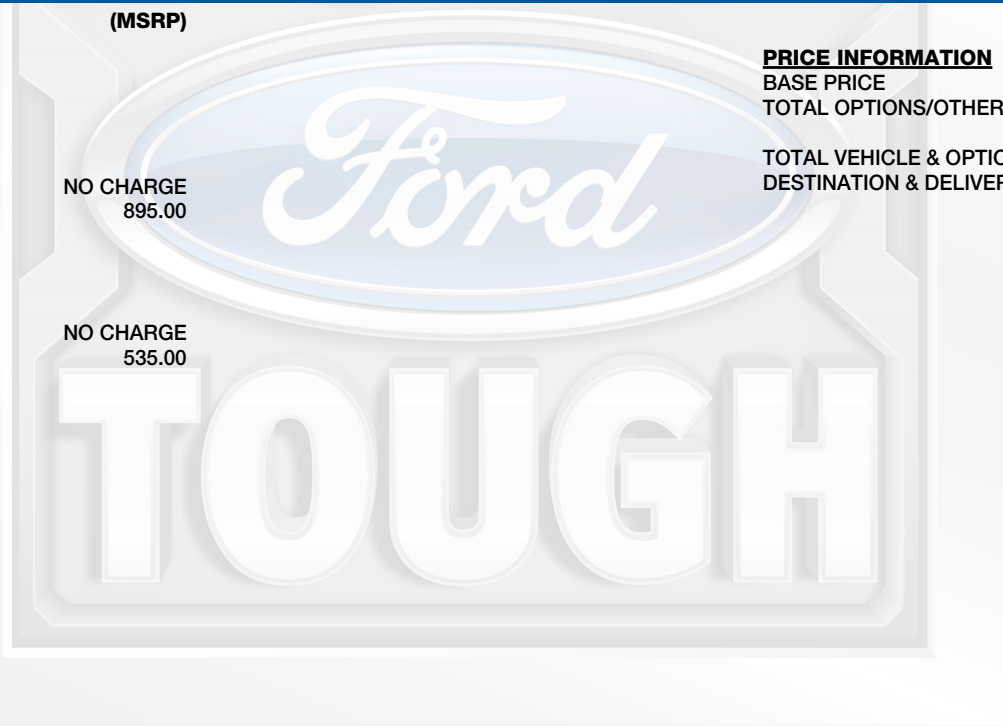 (MSRP)
NO CHARGE
895.00
NO CHARGE
535.00
PRICE INFORMATION
BASE PRICE
TOTAL OPTIONS/OTHER
TOTAL VEHICLE & OPTIO
DESTINATION & DELIVER
Ford
TOUGH